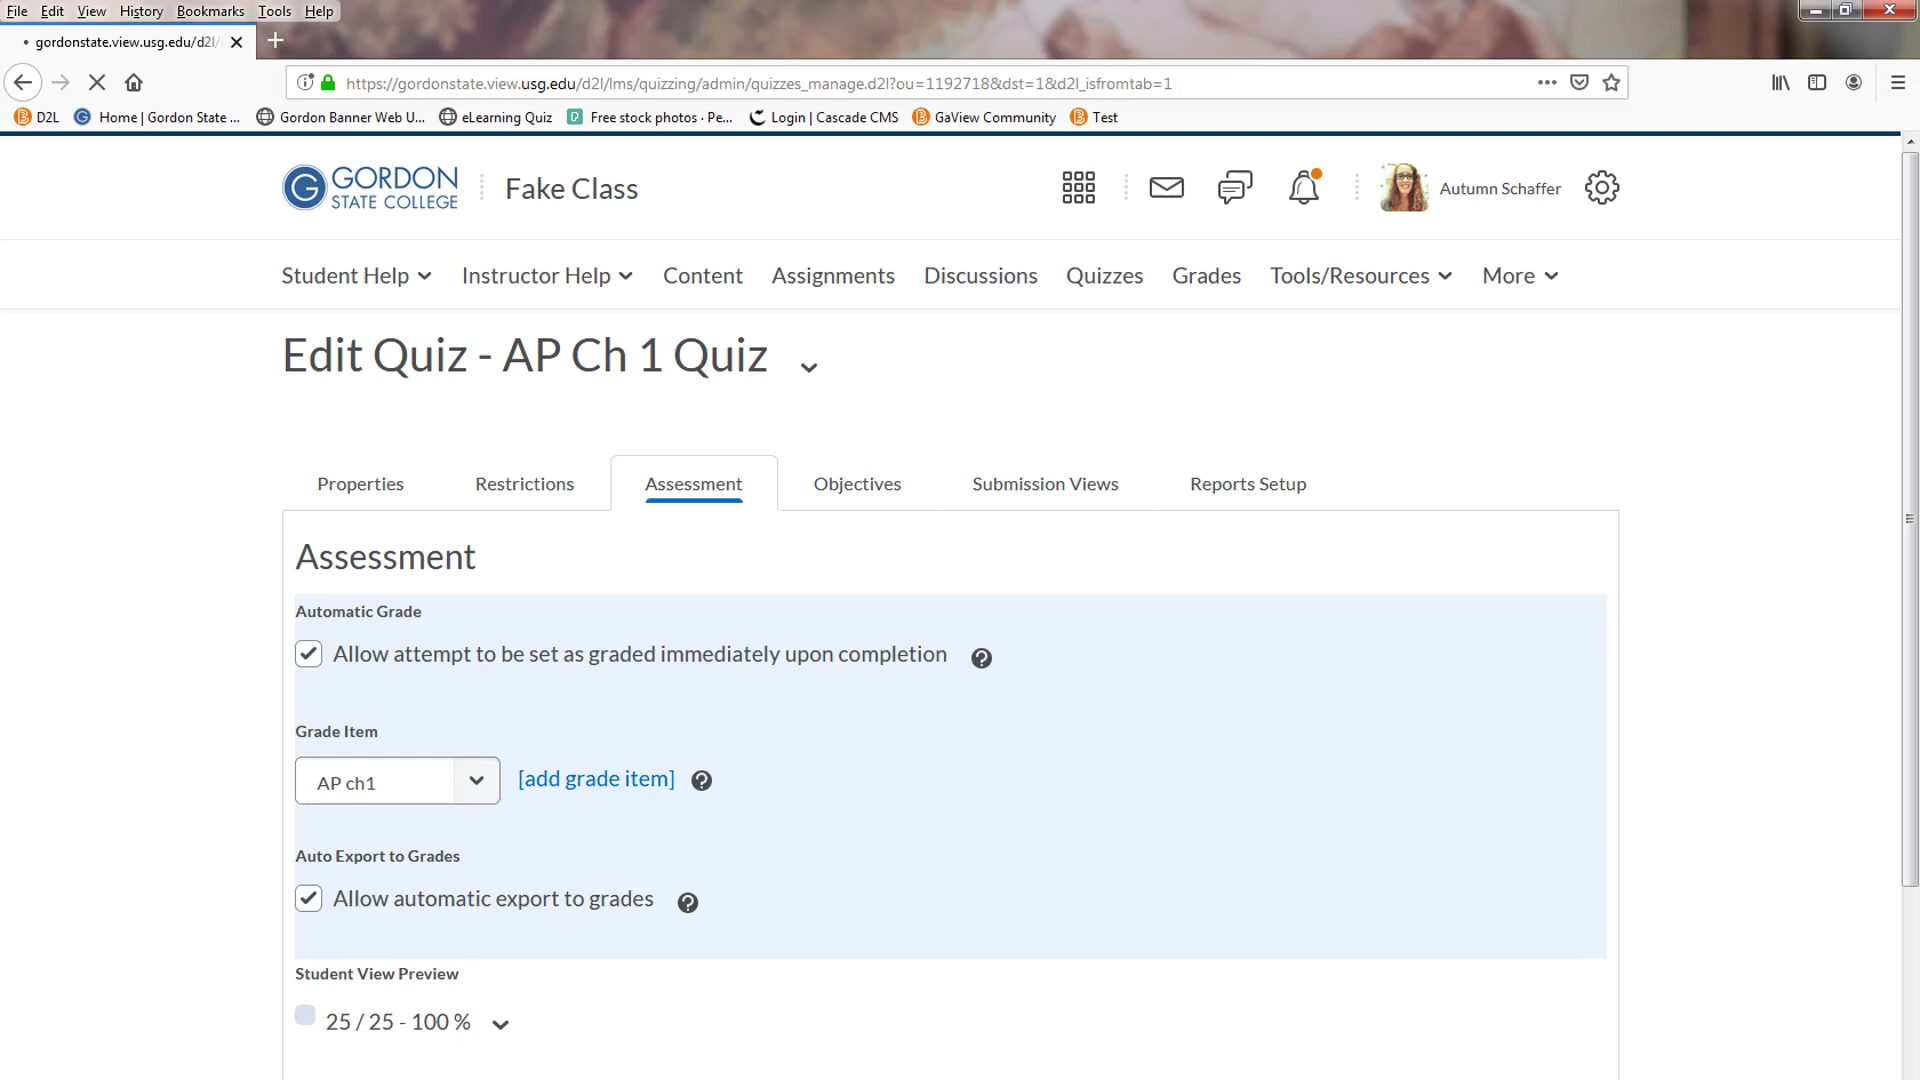 File Edit View History Bookmarks Tools Help
gordonstate.view.usg.edu/d2l/
https://gordonstate.view.usg.edu/d2l/lms/quizzing/admin/quizzes_manage.d2l?ou=1192718&dst=1&d2l_isfromtab=1
D2L Home | Gordon State ... Gordon Banner Web U... eLearning Quiz Free stock photos · Pe... Login | Cascade CMS GaView Community Test
GORDON
STATE COLLEGE
Fake Class
Autumn Schaffer
Student Help Instructor Help Content Assignments Discussions Quizzes Grades Tools/Resources More
Edit Quiz - AP Ch 1 Quiz
Properties Restrictions Assessment Objectives Submission Views Reports Setup
Assessment
Automatic Grade
Allow attempt to be set as graded immediately upon completion
Grade Item
AP ch1 [add grade item]
Auto Export to Grades
Allow automatic export to grades
Student View Preview
25 / 25 - 100 %